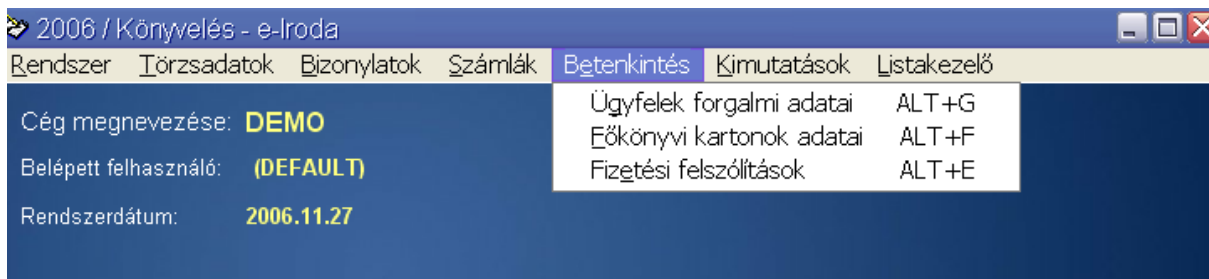 2006 / Könyvelés - e-Iroda
Rendszer Törzsadatok Bizonylatok Számlák Betenkintés Kimutatások Listakezelő
Ügyfelek forgalmi adatai ALT+G
Főkönyvi kartonok adatai ALT+F
Fizetési felszólítások ALT+E
Cég megnevezése: DEMO
Belépett felhasználó: (DEFAULT)
Rendszerdátum: 2006.11.27